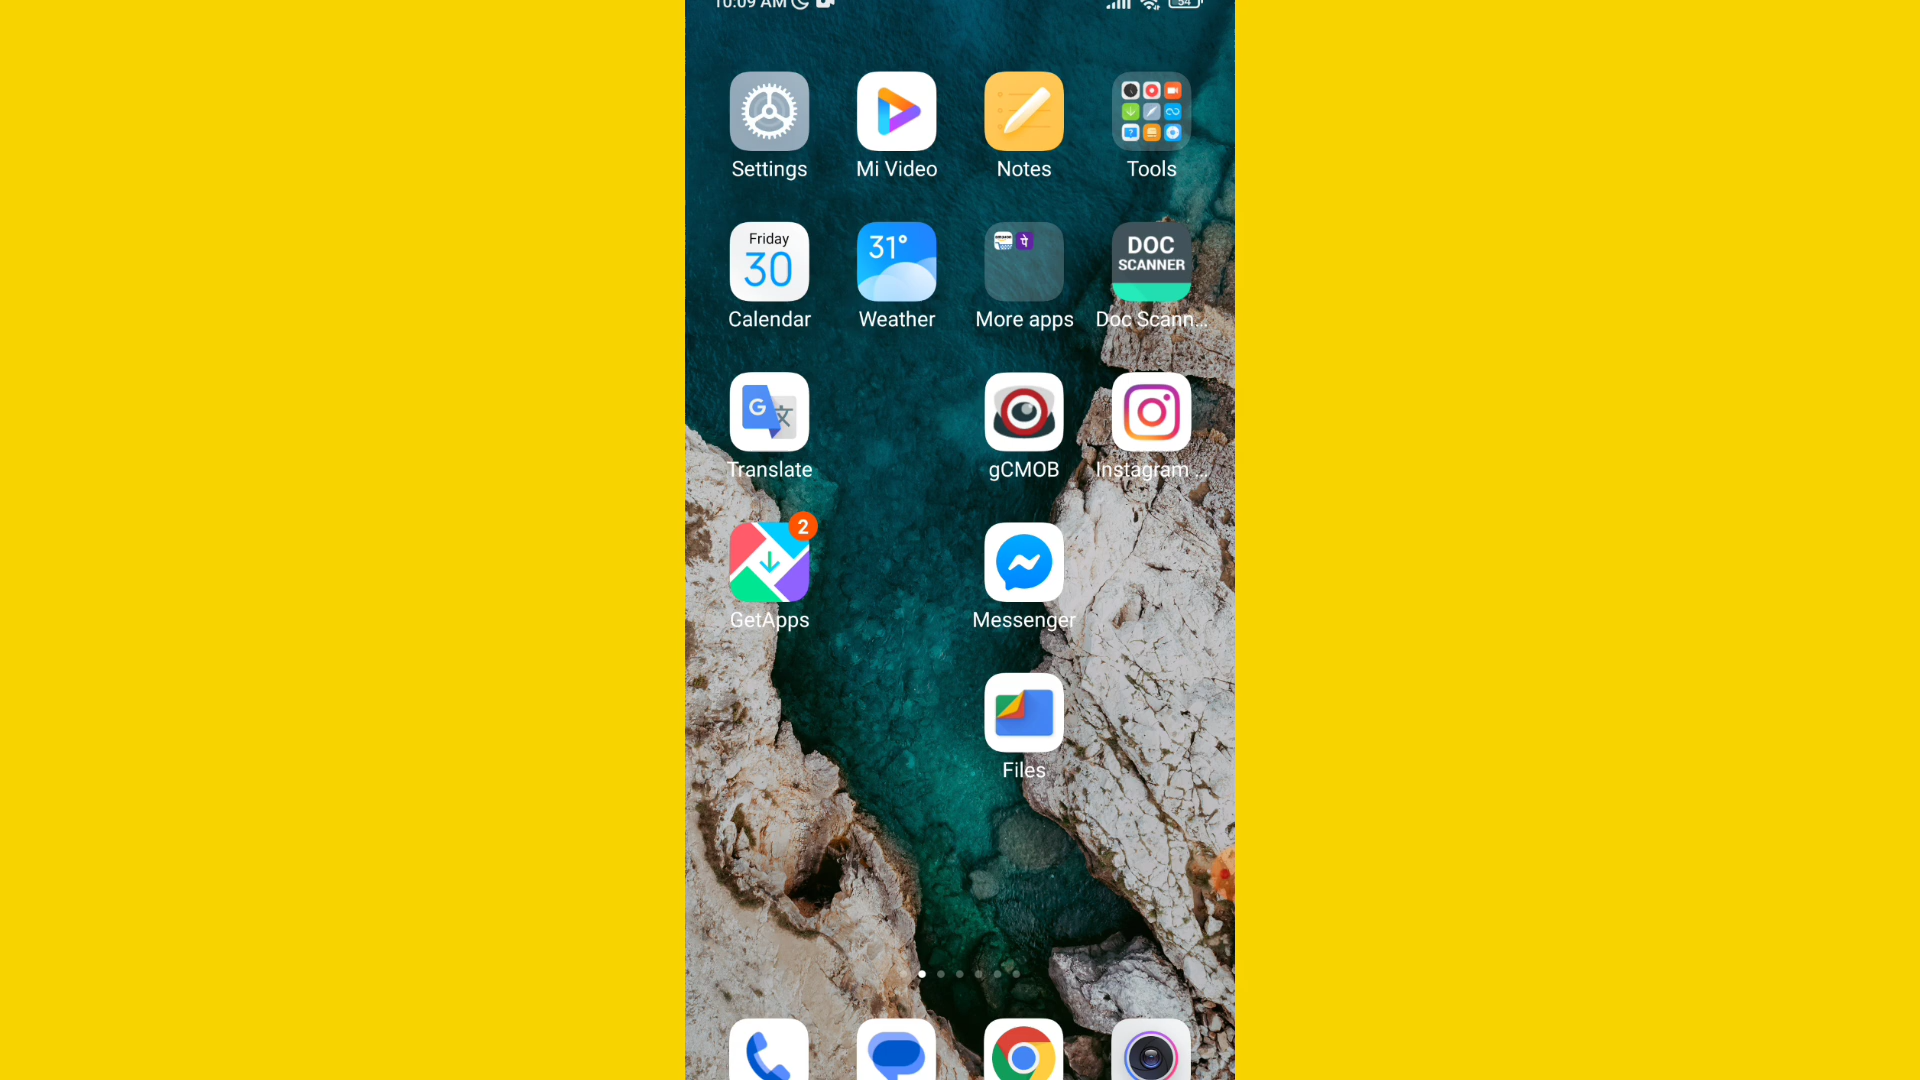 10:09 AM
54
Settings
Mi Video
Notes
Tools
Friday
30
31°
DOC
SCANNER
Calendar
Weather
More apps
Doc Scann...
G
Translate
gCMOB
Instagram ...
2
GetApps
Messenger
Files